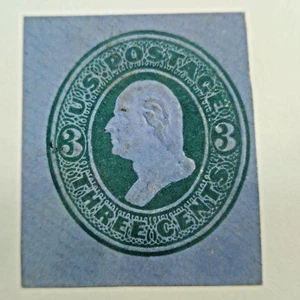 U.S. POSTAGE
3 3
THREE CENTS